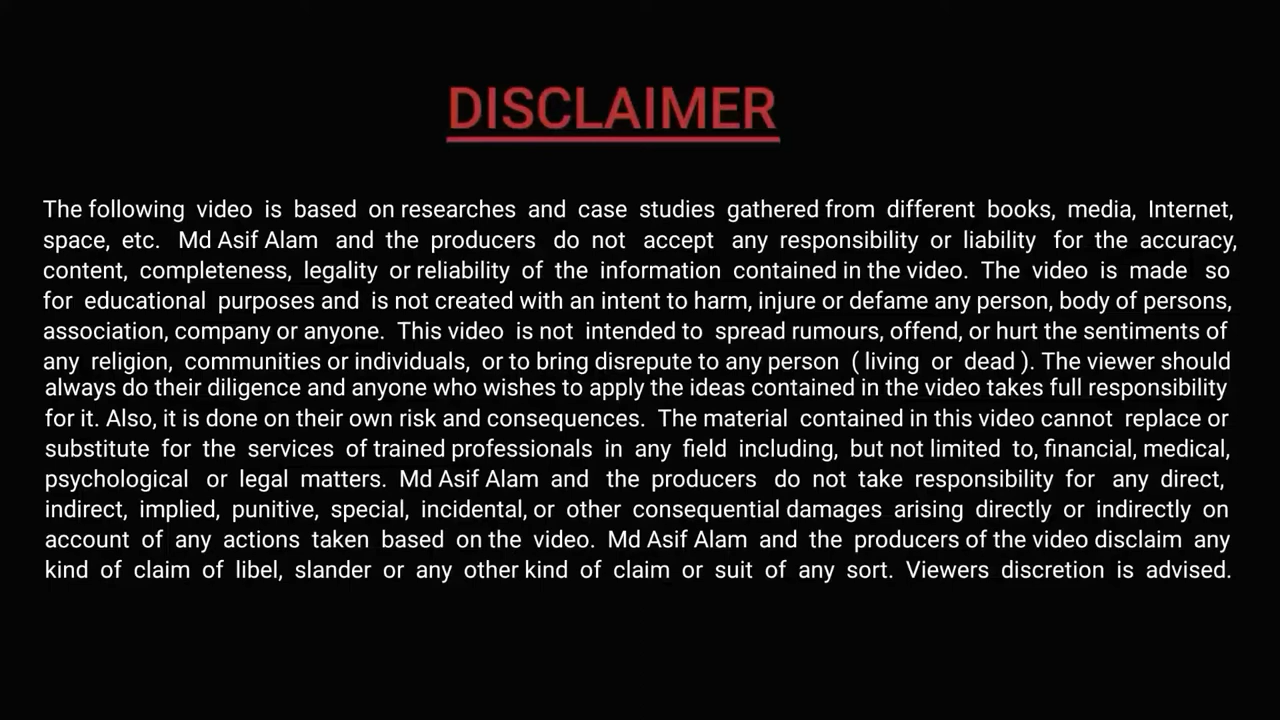 DISCLAIMER
The following video is based on researches and case studies gathered from different books, media, Internet,
space, etc. Md Asif Alam and the producers do not accept any responsibility or liability for the accuracy,
content, completeness, legality or reliability of the information contained in the video. The video is made so
for educational purposes and is not created with an intent to harm, injure or defame any person, body of persons,
association, company or anyone. This video is not intended to spread rumours, offend, or hurt the sentiments of
any religion, communities or individuals, or to bring disrepute to any person ( living or dead ). The viewer should
always do their diligence and anyone who wishes to apply the ideas contained in the video takes full responsibility
for it. Also, it is done on their own risk and consequences. The material contained in this video cannot replace or
substitute for the services of trained professionals in any field including, but not limited to, financial, medical,
psychological or legal matters. Md Asif Alam and the producers do not take responsibility for any direct,
indirect, implied, punitive, special, incidental, or other consequential damages arising directly or indirectly on
account of any actions taken based on the video. Md Asif Alam and the producers of the video disclaim any
kind of claim of libel, slander or any other kind of claim or suit of any sort. Viewers discretion is advised.